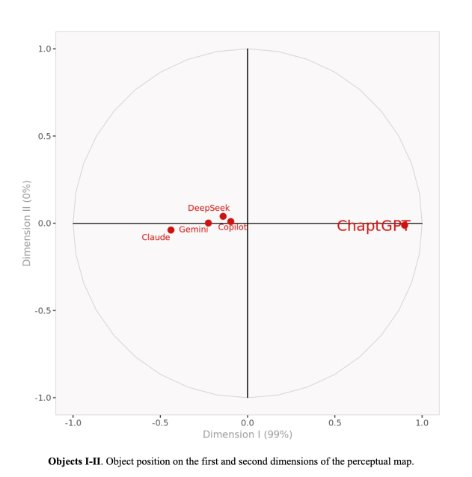 1.0
0.5
0.0
-0.5
-1.0
Dimension II (0%)
DeepSeek
Claude
Gemini
Copilot
ChaptGPT
-1.0 -0.5 0.0 0.5 1.0
Dimension I (99%)
Objects I-II. Object position on the first and second dimensions of the perceptual map.